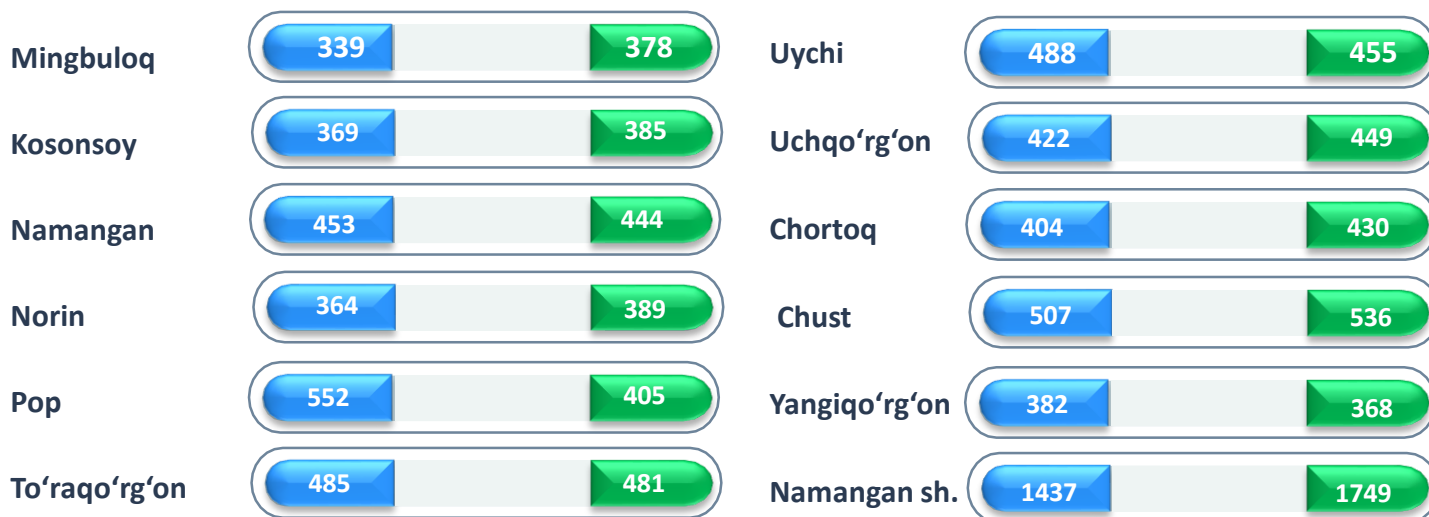 Mingbuloq 339 378
Kosonsoy 369 385
Namangan 453 444
Norin 364 389
Pop 552 405
To‘raqo‘rg‘on 485 481
Uychi 488 455
Uchqo‘rg‘on 422 449
Chortoq 404 430
Chust 507 536
Yangiqo‘rg‘on 382 368
Namangan sh. 1437 1749